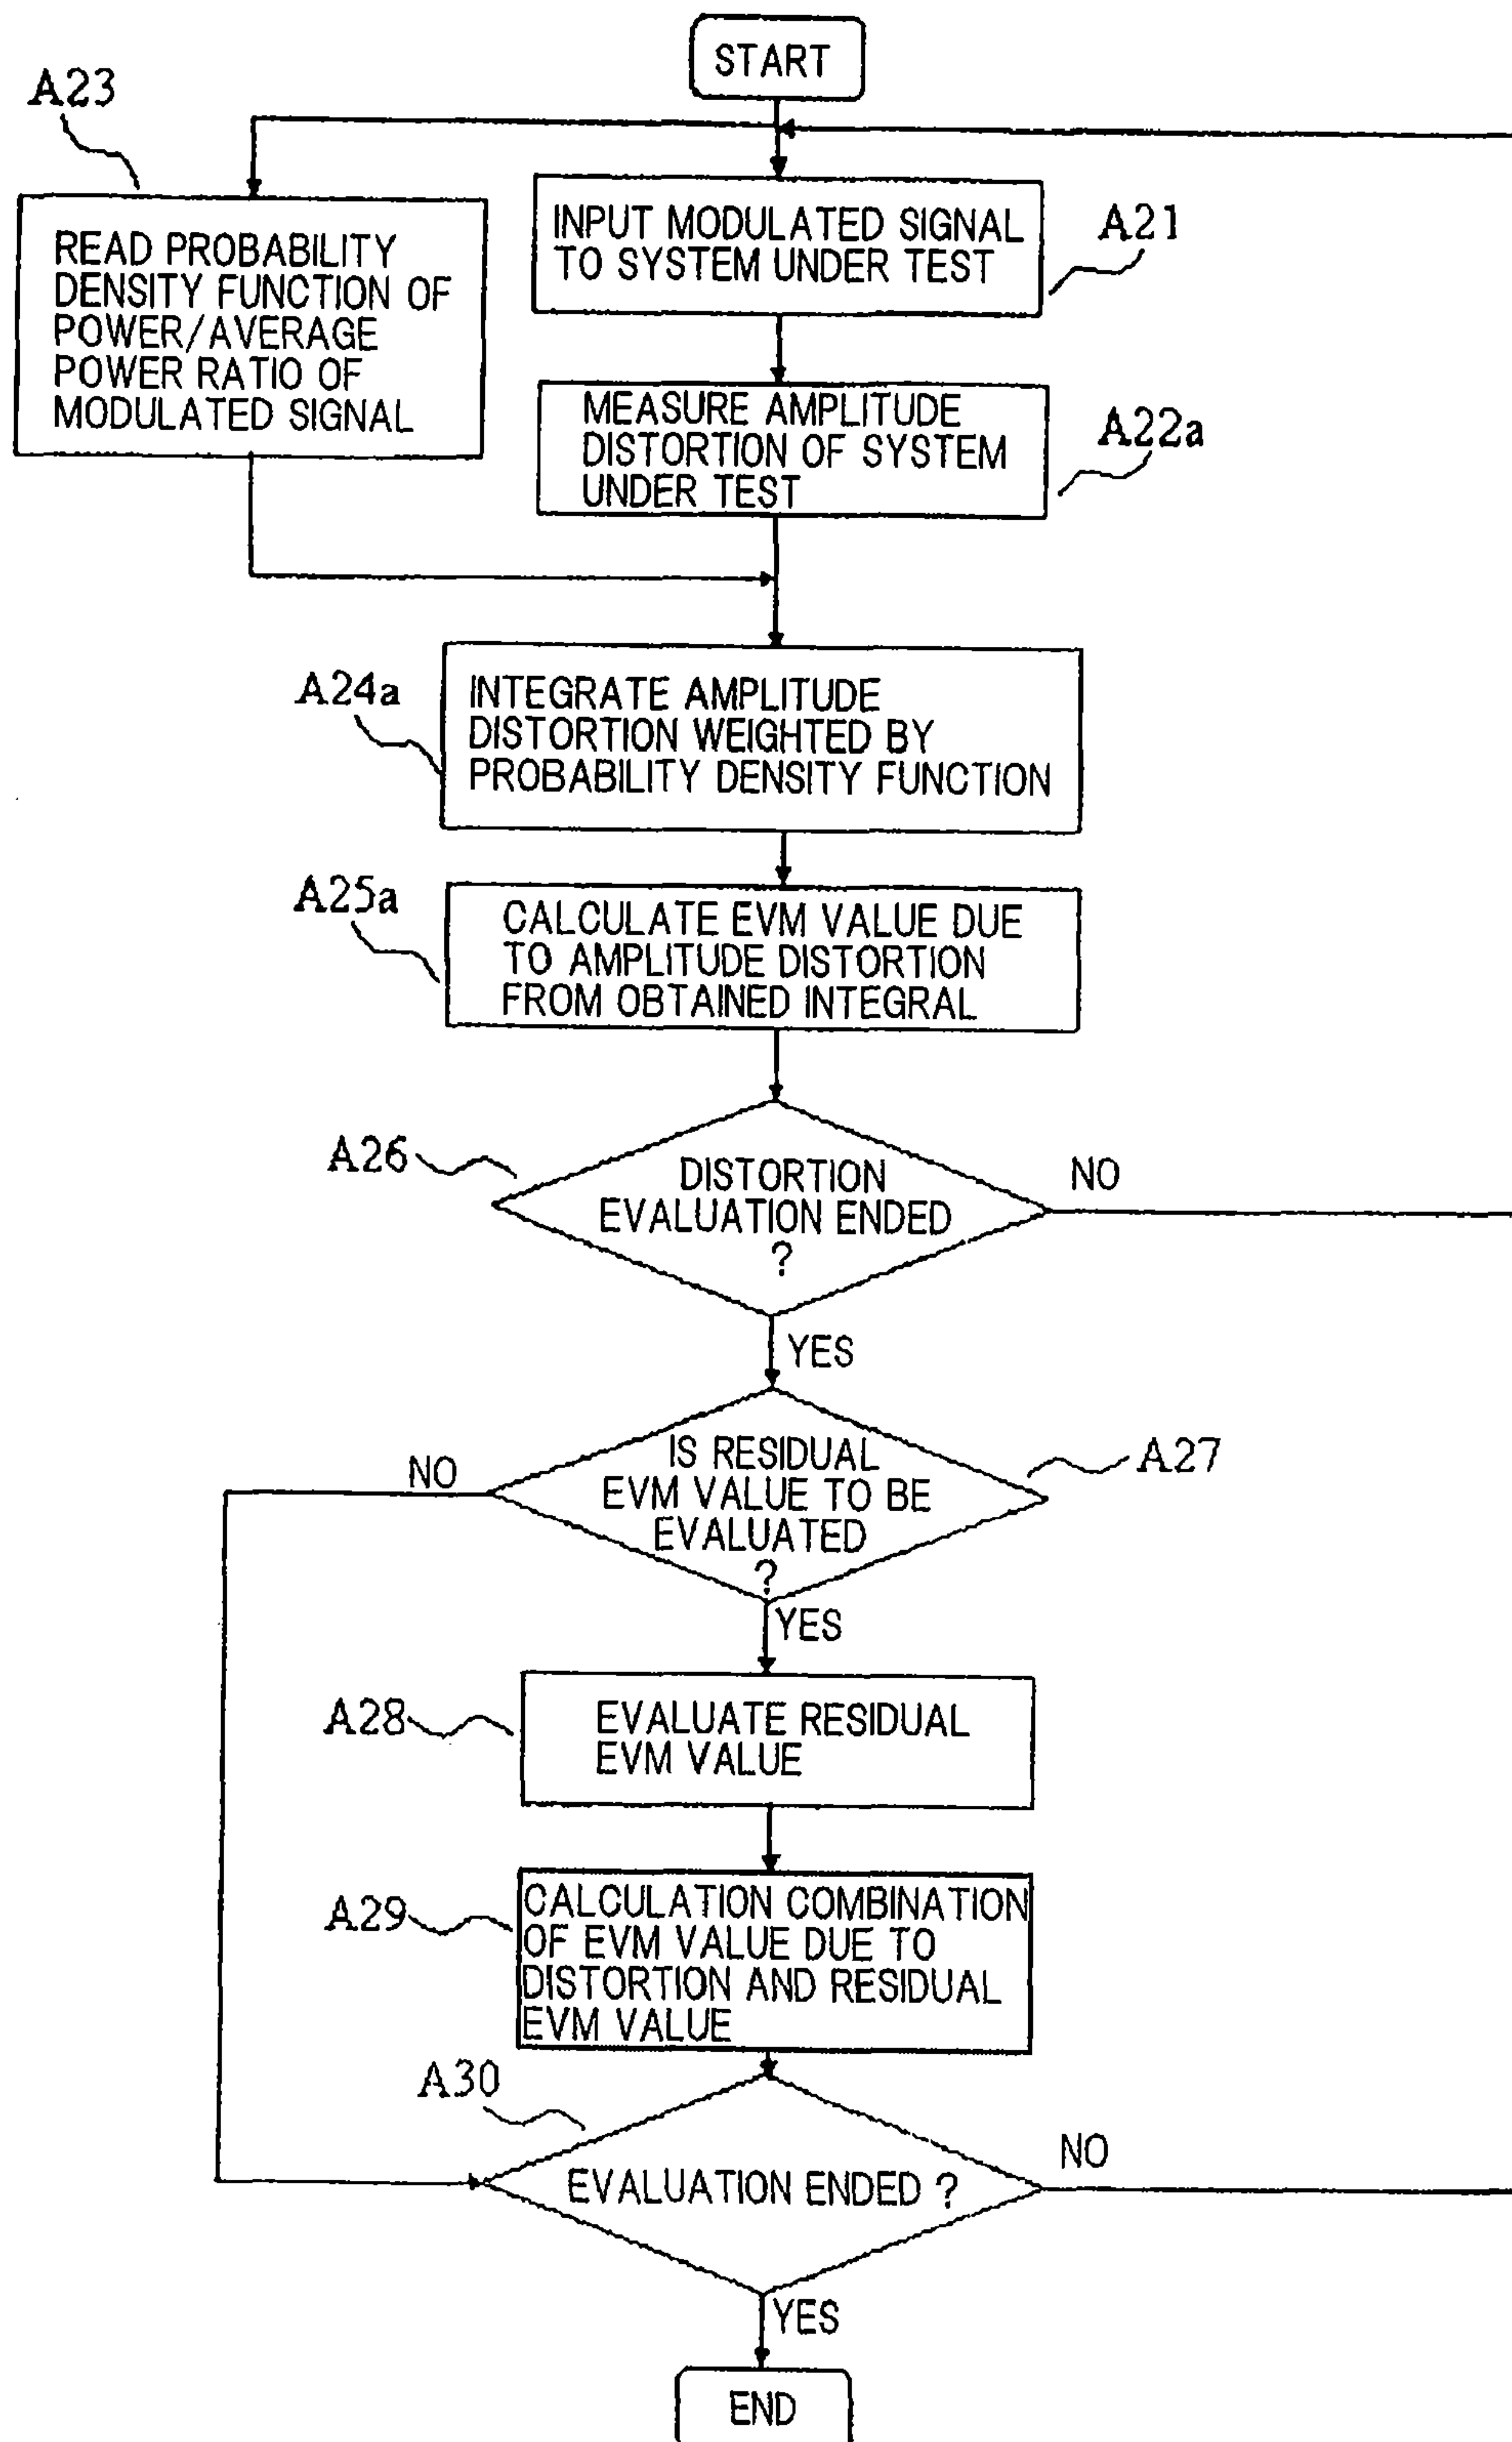 START
A23
READ PROBABILITY
DENSITY FUNCTION OF
POWER/AVERAGE
POWER RATIO OF
MODULATED SIGNAL
INPUT MODULATED SIGNAL
TO SYSTEM UNDER TEST
A21
MEASURE AMPLITUDE
DISTORTION OF SYSTEM
UNDER TEST
A22a
A24a
INTEGRATE AMPLITUDE
DISTORTION WEIGHTED BY
PROBABILITY DENSITY FUNCTION
A25a
CALCULATE EVM VALUE DUE
TO AMPLITUDE DISTORTION
FROM OBTAINED INTEGRAL
A26
DISTORTION
EVALUATION ENDED
?
NO
YES
IS RESIDUAL
EVM VALUE TO BE
EVALUATED
?
NO
A27
YES
A28
EVALUATE RESIDUAL
EVM VALUE
A29
CALCULATION COMBINATION
OF EVM VALUE DUE TO
DISTORTION AND RESIDUAL
EVM VALUE
A30
EVALUATION ENDED ?
NO
YES
END